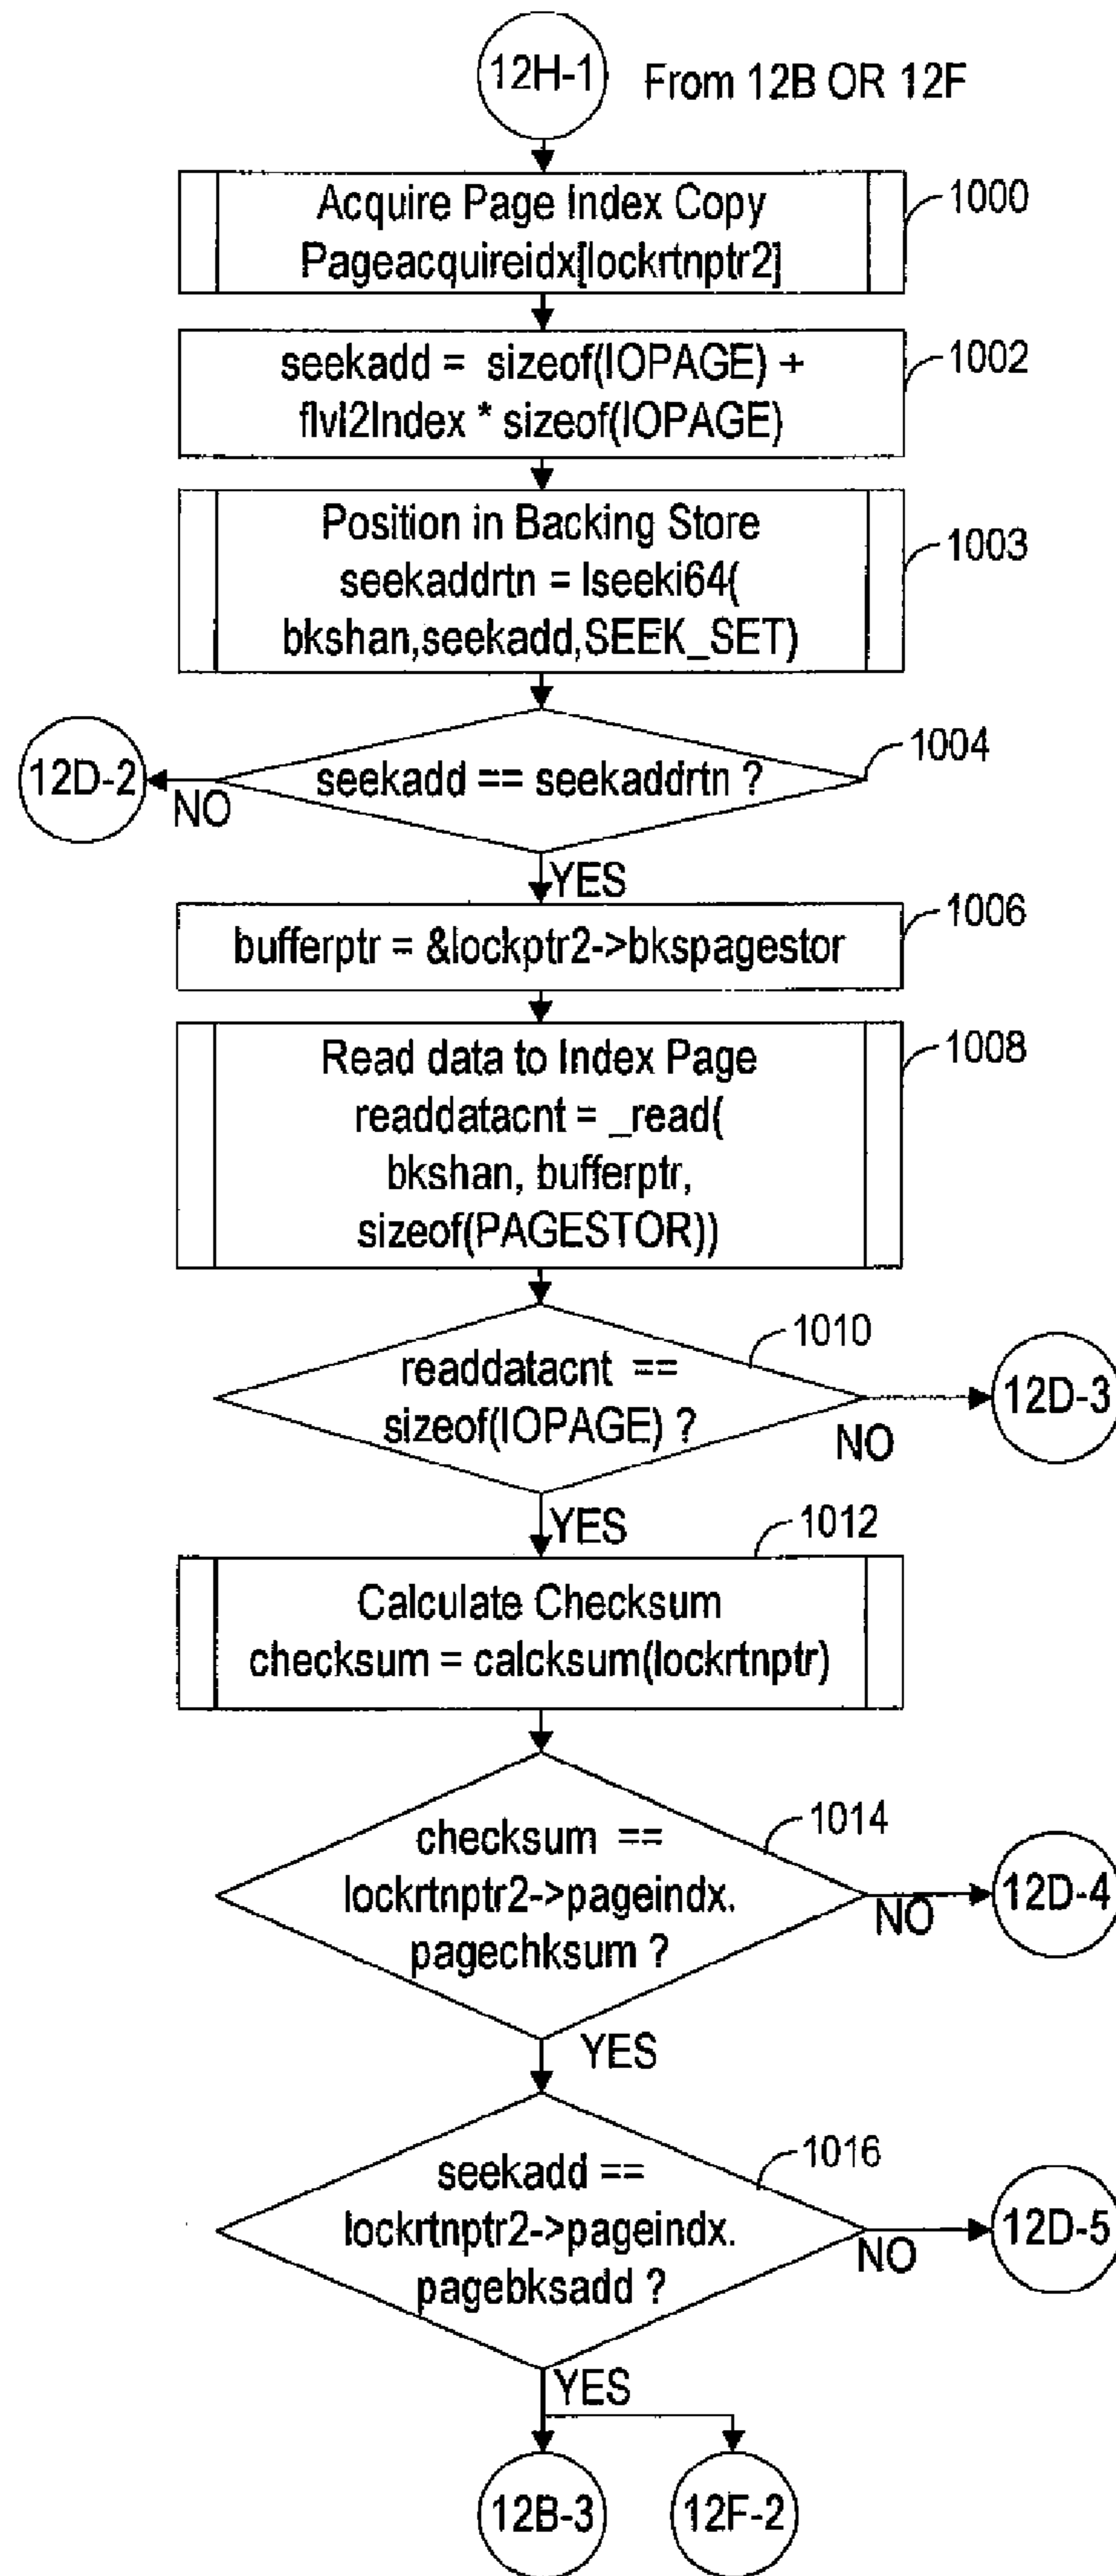 12H-1 From 12B OR 12F
Acquire Page Index Copy
Pageacquireidx[lockrtnptr2]
1000
seekadd = sizeof(IOPAGE) +
flvl2Index * sizeof(IOPAGE)
1002
Position in Backing Store
seekaddrtn = lseeki64(
bkshan,seekadd,SEEK_SET)
1003
seekadd == seekaddrtn ?
1004
12D-2
NO
YES
bufferptr = &lockptr2->bkspagestor
1006
Read data to Index Page
readdatacnt = _read(
bkshan, bufferptr,
sizeof(PAGESTOR))
1008
readdatacnt ==
sizeof(IOPAGE) ?
1010
12D-3
NO
YES
1012
Calculate Checksum
checksum = calcksum(lockrtnptr)
checksum ==
lockrtnptr2->pageindx.
pagechksum ?
1014
12D-4
NO
YES
seekadd ==
lockrtnptr2->pageindx.
pagebksadd ?
1016
12D-5
NO
YES
12B-3 12F-2